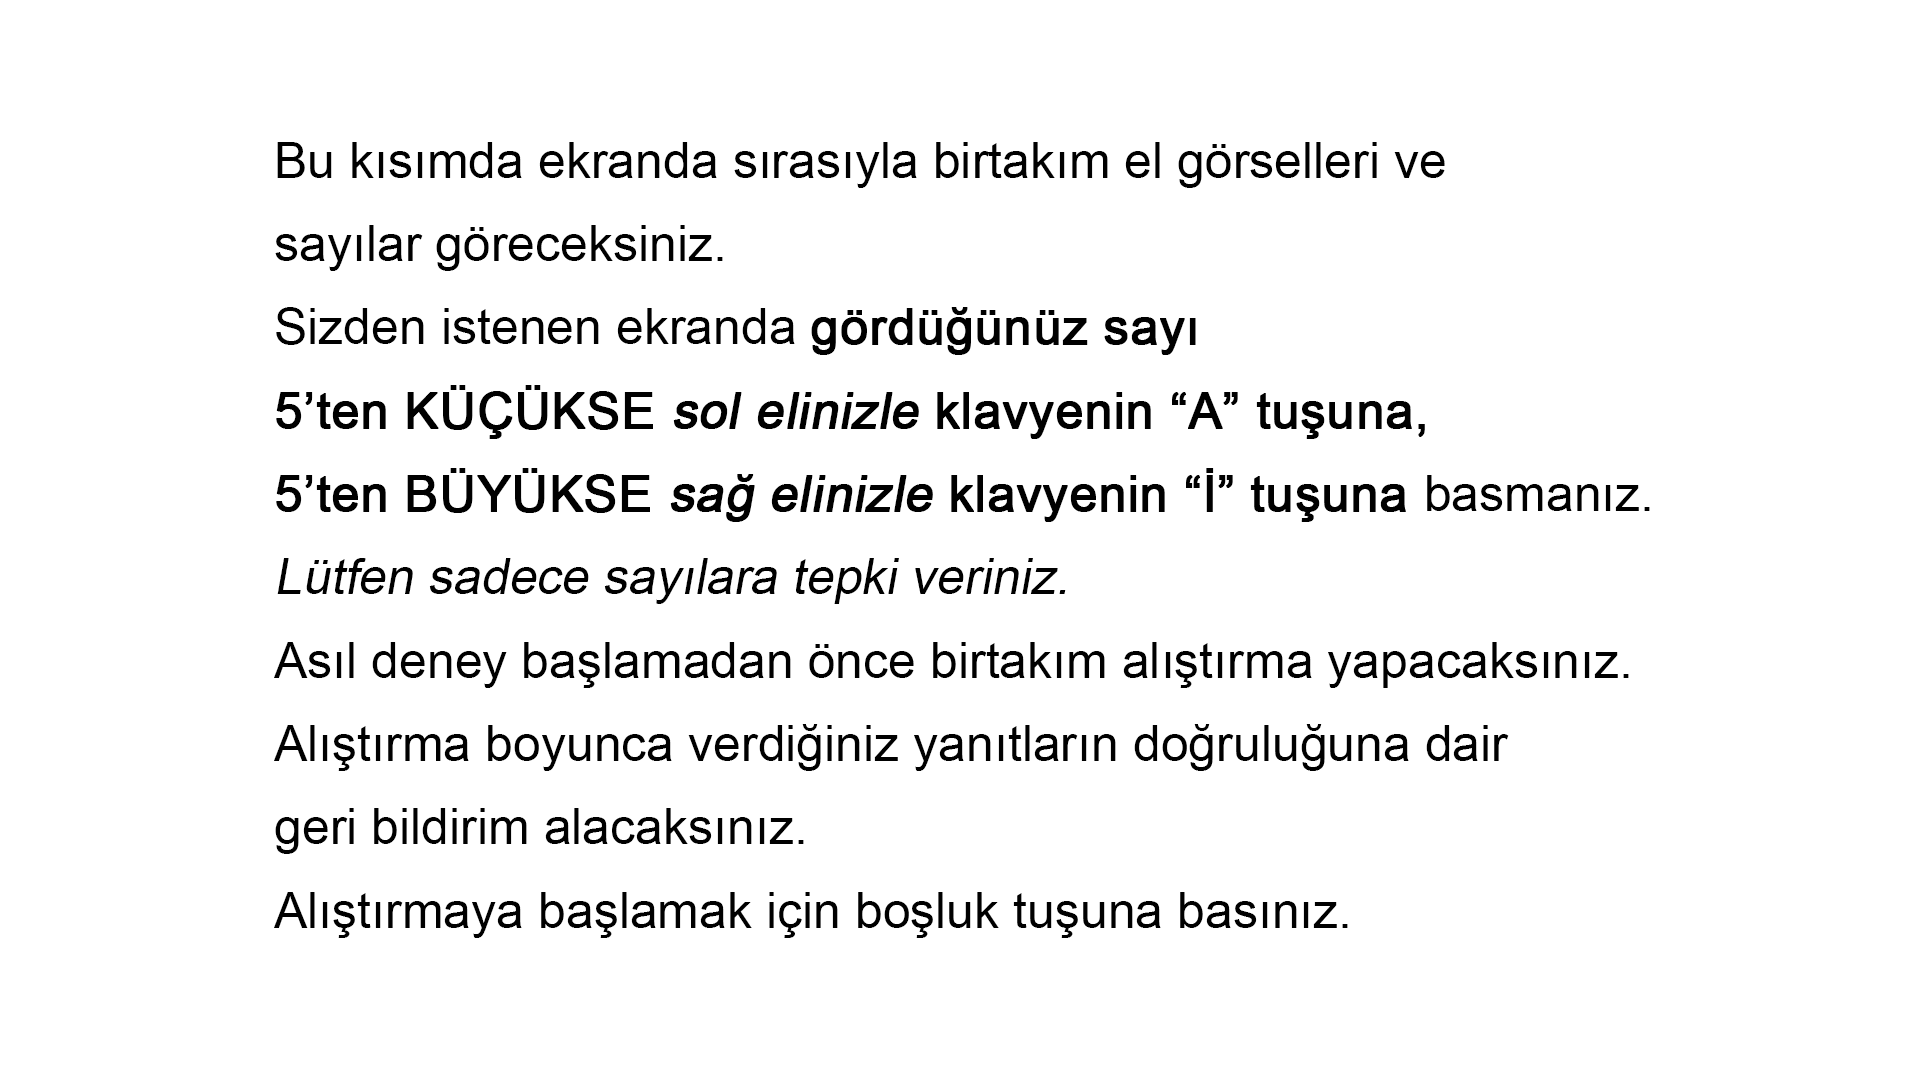 Bu kısımda ekranda sırasıyla birtakım el görselleri ve
sayılar göreceksiniz.
Sizden istenen ekranda gördüğünüz sayı
5’ten KÜÇÜKSE sol elinizle klavyenin “A” tuşuna,
5’ten BÜYÜKSE sağ elinizle klavyenin “İ” tuşuna basmanız.
Lütfen sadece sayılara tepki veriniz.
Asıl deney başlamadan önce birtakım alıştırma yapacaksınız.
Alıştırma boyunca verdiğiniz yanıtların doğruluğuna dair
geri bildirim alacaksınız.
Alıştırmaya başlamak için boşluk tuşuna basınız.